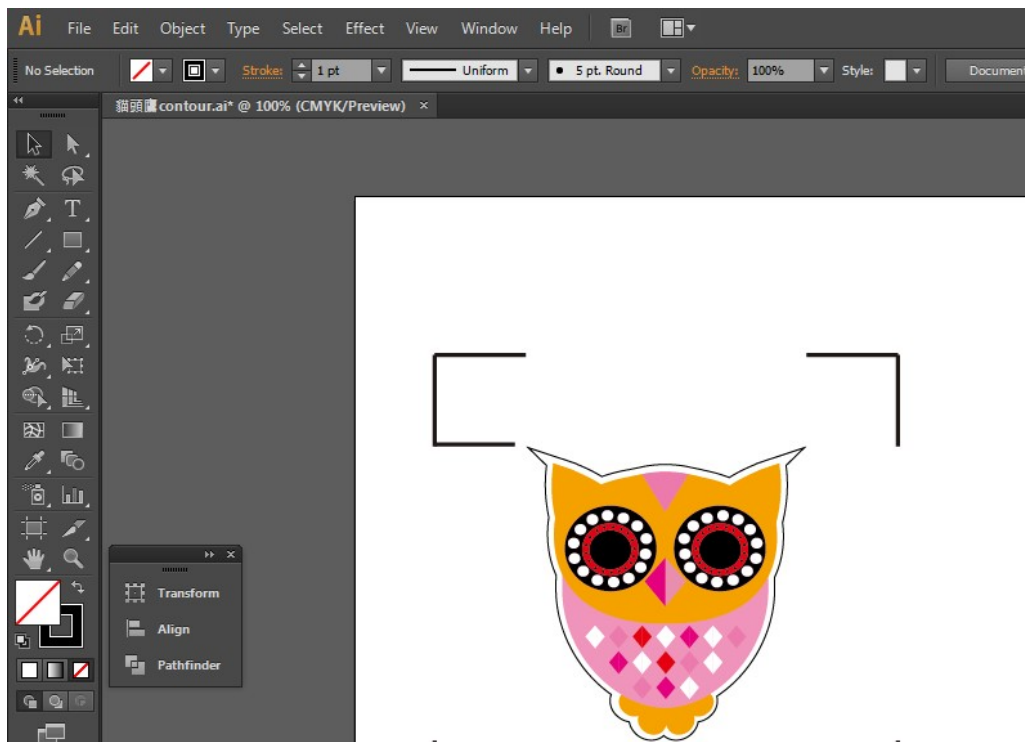 Ai File Edit Object Type Select Effect View Window Help Br
No Selection Stroke: 1 pt Uniform 5 pt. Round Opacity: 100% Style: Document
貓頭鷹contour.ai* @ 100% (CMYK/Preview) ×
T
Transform
Align
Pathfinder